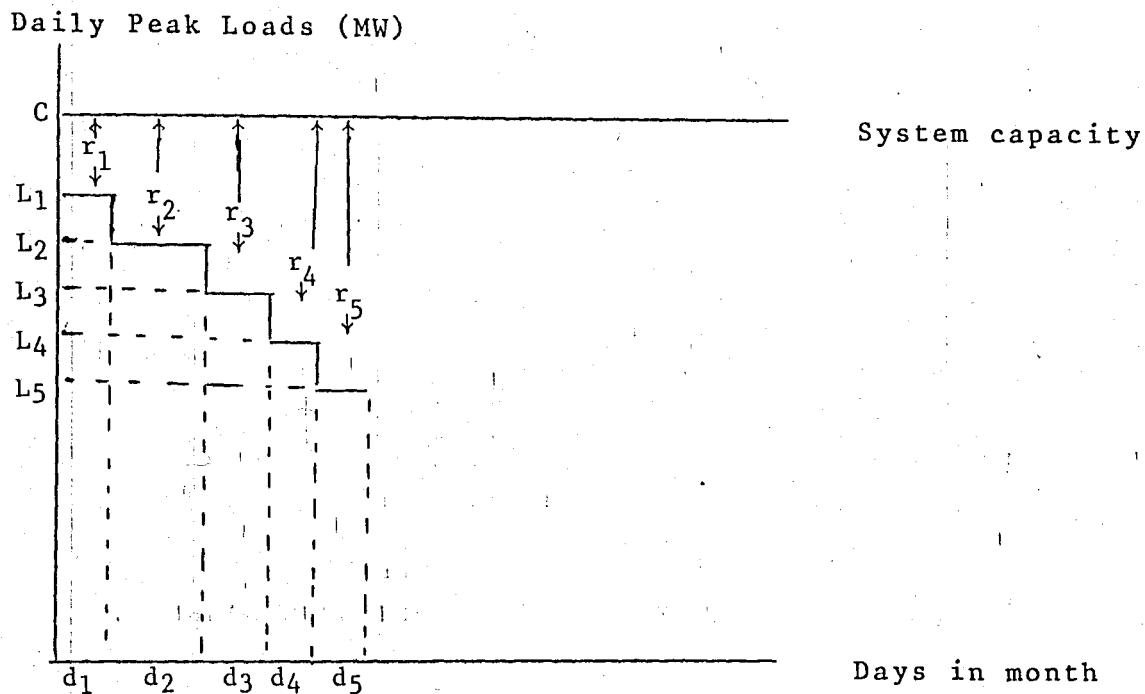 Daily Peak Loads (MW)
C
System capacity
r1
L1
r2
r3
L2
r4
L3
r5
L4
L5
d1 d2 d3 d4 d5
Days in month